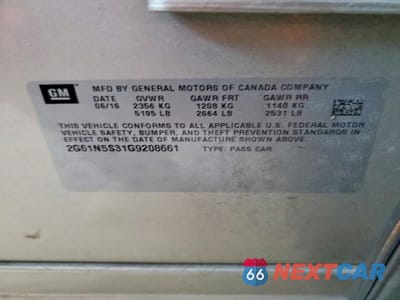 GM
MFD BY GENERAL MOTORS OF CANADA COMPANY
DATE GVWR GAWR FRT GAWR RR
06/16 2356 KG 1208 KG 1148 KG
5195 LB 2664 LB 2531 LB
THIS VEHICLE CONFORMS TO ALL APPLICABLE U.S. FEDERAL MOTOR
VEHICLE SAFETY, BUMPER, AND THEFT PREVENTION STANDARDS IN
EFFECT ON THE DATE OF MANUFACTURE SHOWN ABOVE.
2G61N5S31G9208661 TYPE: PASS CAR
66 NEXTCAR